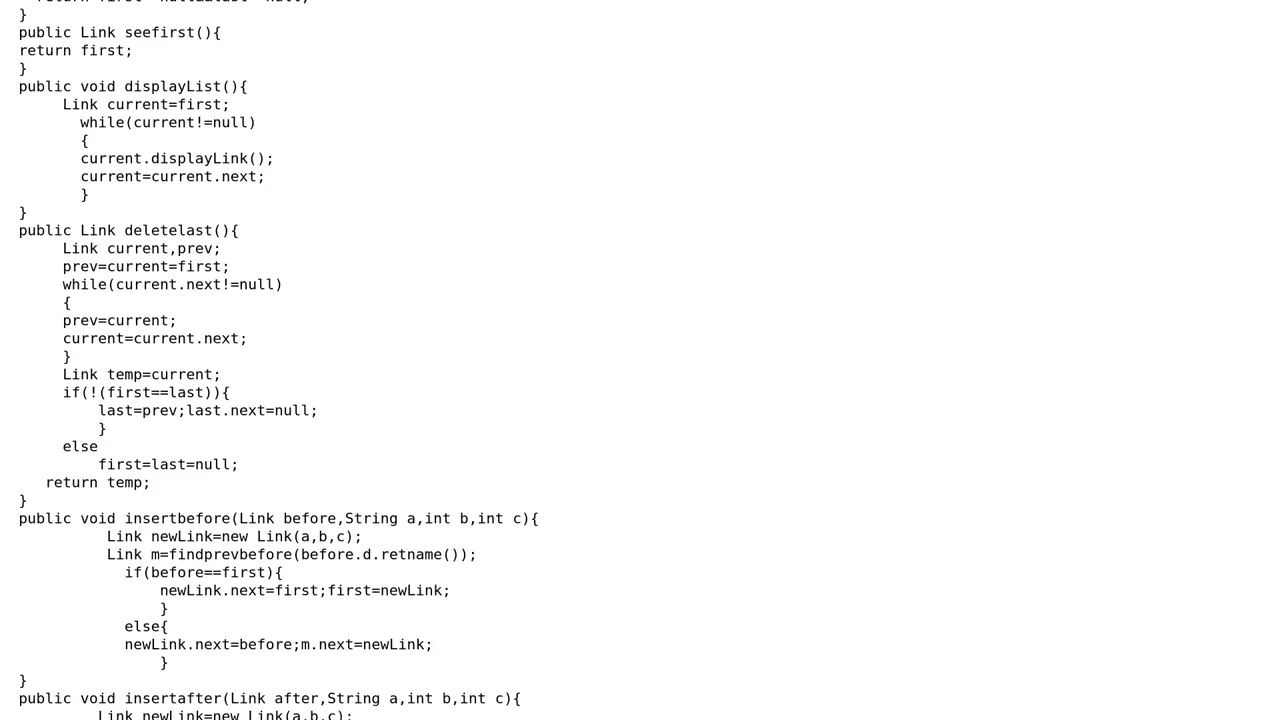 }
public Link seefirst(){
return first;
}
public void displayList(){
Link current=first;
while(current!=null)
{
current.displayLink();
current=current.next;
}
}
public Link deletelast(){
Link current,prev;
prev=current=first;
while(current.next!=null)
{
prev=current;
current=current.next;
}
Link temp=current;
if(!(first==last)){
last=prev;last.next=null;
}
else
first=last=null;
return temp;
}
public void insertbefore(Link before,String a,int b,int c){
Link newLink=new Link(a,b,c);
Link m=findprevbefore(before.d.retname());
if(before==first){
newLink.next=first;first=newLink;
}
else{
newLink.next=before;m.next=newLink;
}
}
public void insertafter(Link after,String a,int b,int c){
Link newLink=new Link(a,b,c);